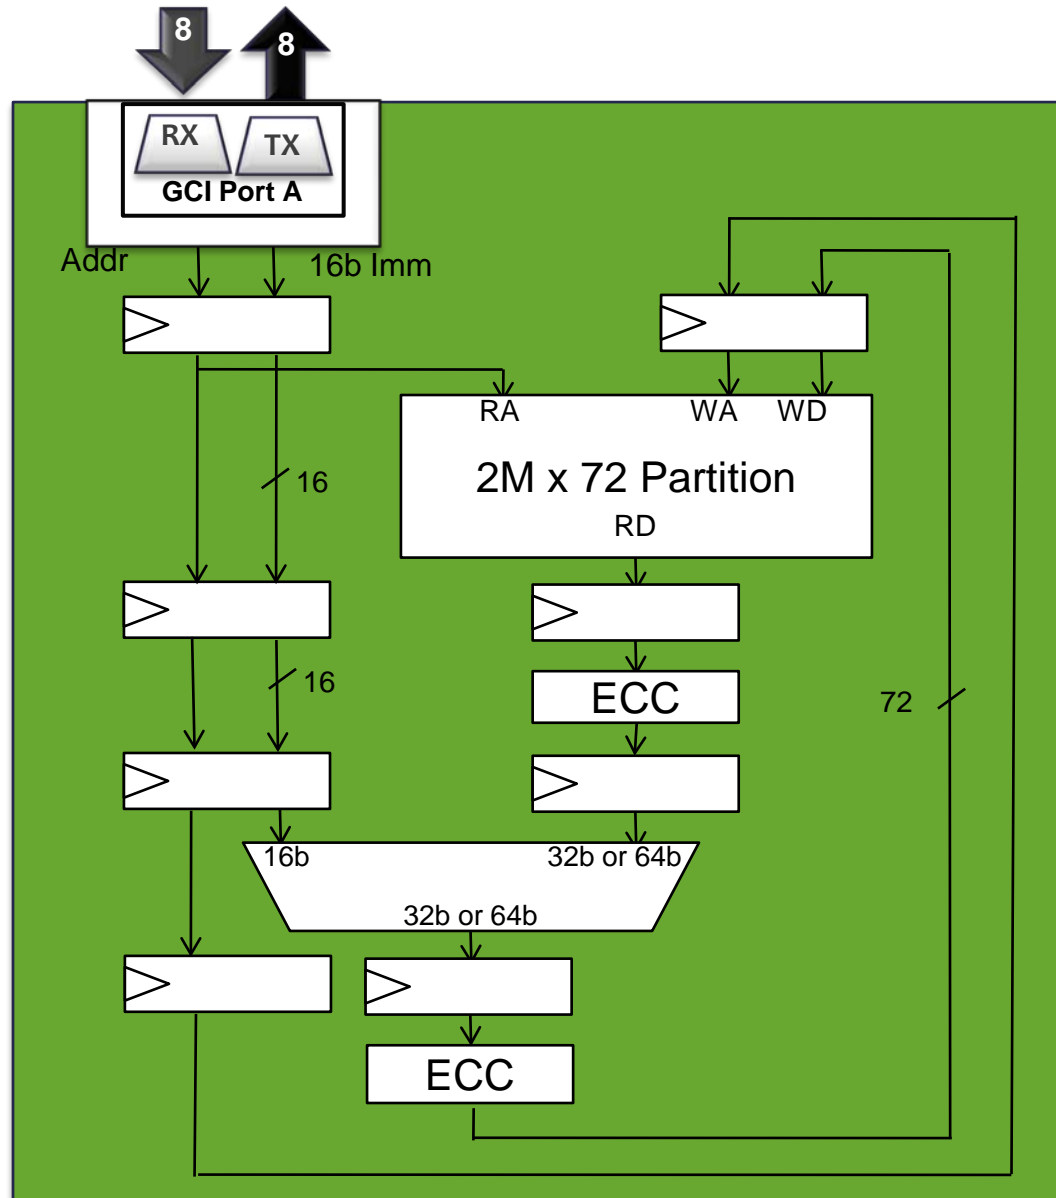 8
8
RX
TX
GCI Port A
Addr
16b Imm
RA
WA
WD
2M x 72 Partition
RD
16
16
ECC
72
16b
32b or 64b
32b or 64b
ECC